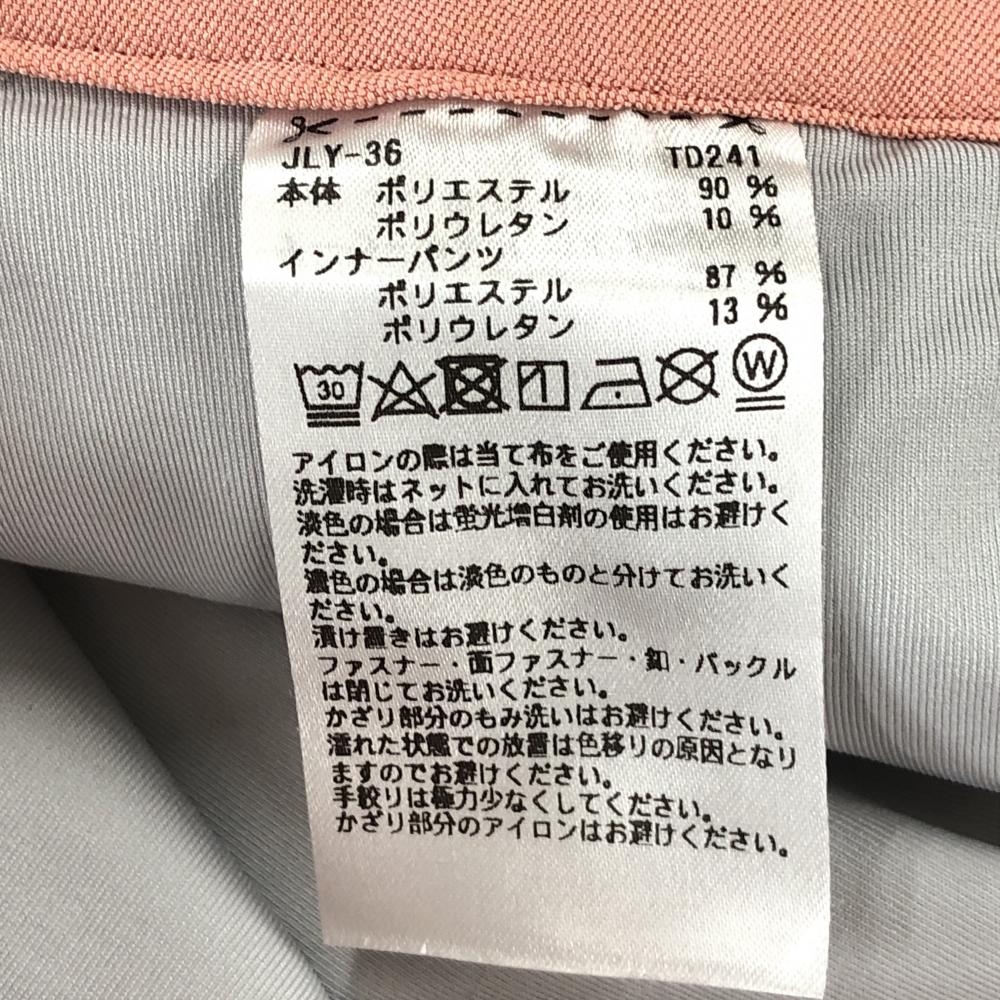 JLY-36 TD241
本体 ポリエステル 90 %
ポリウレタン 10 %
インナーパンツ
ポリエステル 87 %
ポリウレタン 13 %
30 W
アイロンの際は当て布をご使用ください。
洗濯時はネットに入れてお洗いください。
淡色の場合は蛍光増白剤の使用はお避けく
ださい。
濃色の場合は淡色のものと分けてお洗いく
ださい。
漬け置きはお避けください。
ファスナー・面ファスナー・釦・バックル
は閉じてお洗いください。
かざり部分のもみ洗いはお避けください。
濡れた状態での放置は色移りの原因となり
ますのでお避けください。
手絞りは極力少なくしてください。
かざり部分のアイロンはお避けください。